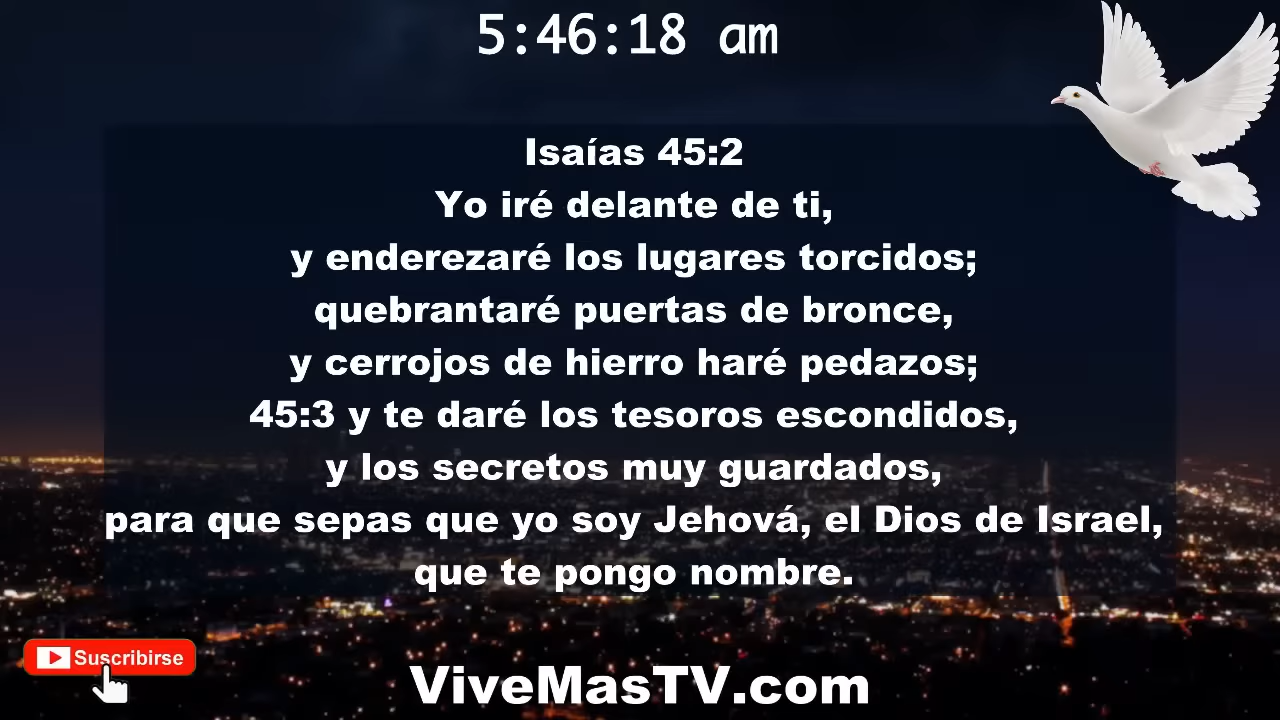 5:46:18 am
Isaías 45:2
Yo iré delante de ti,
y enderezaré los lugares torcidos;
quebrantaré puertas de bronce,
y cerrojos de hierro haré pedazos;
45:3 y te daré los tesoros escondidos,
y los secretos muy guardados,
para que sepas que yo soy Jehová, el Dios de Israel,
que te pongo nombre.
Suscribirse
ViveMasTV.com